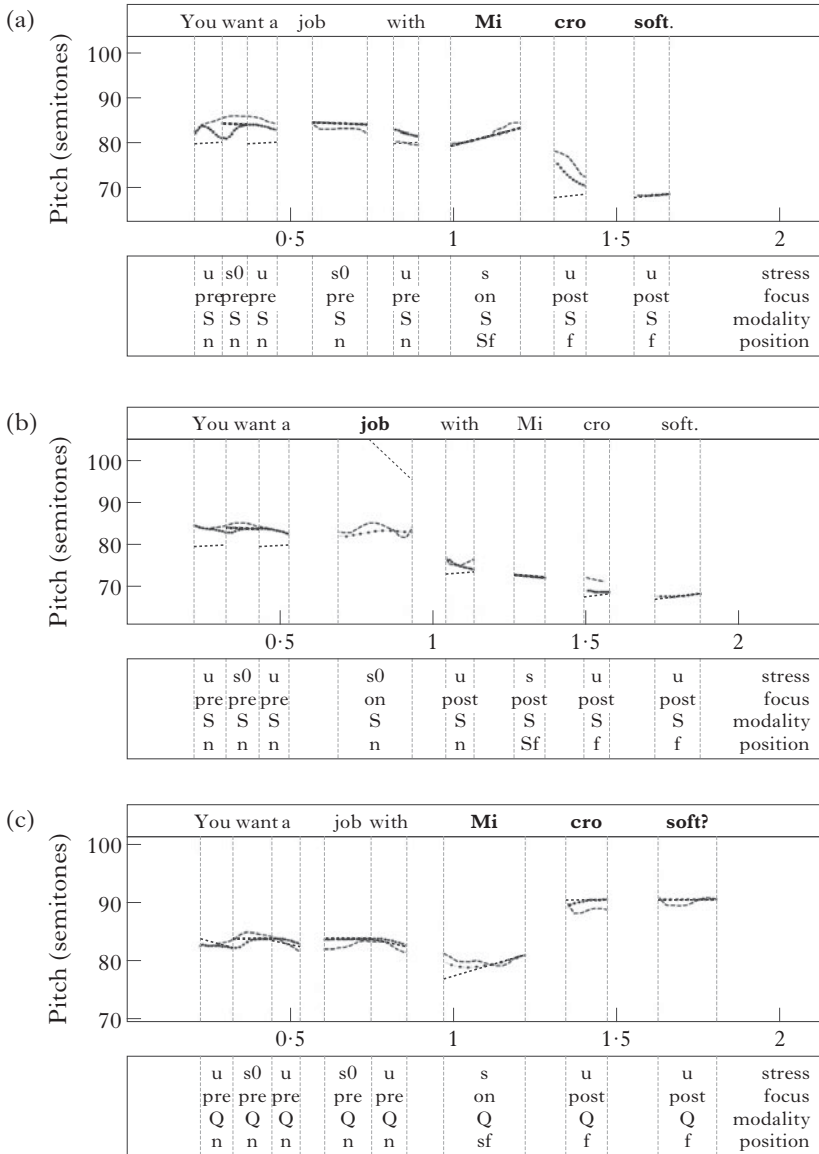 (a)
You want a job with Mi cro soft.
Pitch (semitones)
100
90
80
70
0·5 1 1·5 2
u s0 u s0 u s u u stress
pre pre pre pre pre on post post focus
S S S S S S S S modality
n n n n n Sf f f position
(b)
You want a job with Mi cro soft.
Pitch (semitones)
100
90
80
70
0·5 1 1·5 2
u s0 u s0 u s u u stress
pre pre pre on post post post post focus
S S S S S S S S modality
n n n n n Sf f f position
(c)
You want a job with Mi cro soft?
Pitch (semitones)
100
90
80
70
0·5 1 1·5 2
u s0 u s0 u s u u stress
pre pre pre pre pre on post post focus
Q Q Q Q Q Q Q Q modality
n n n n n sf f f position